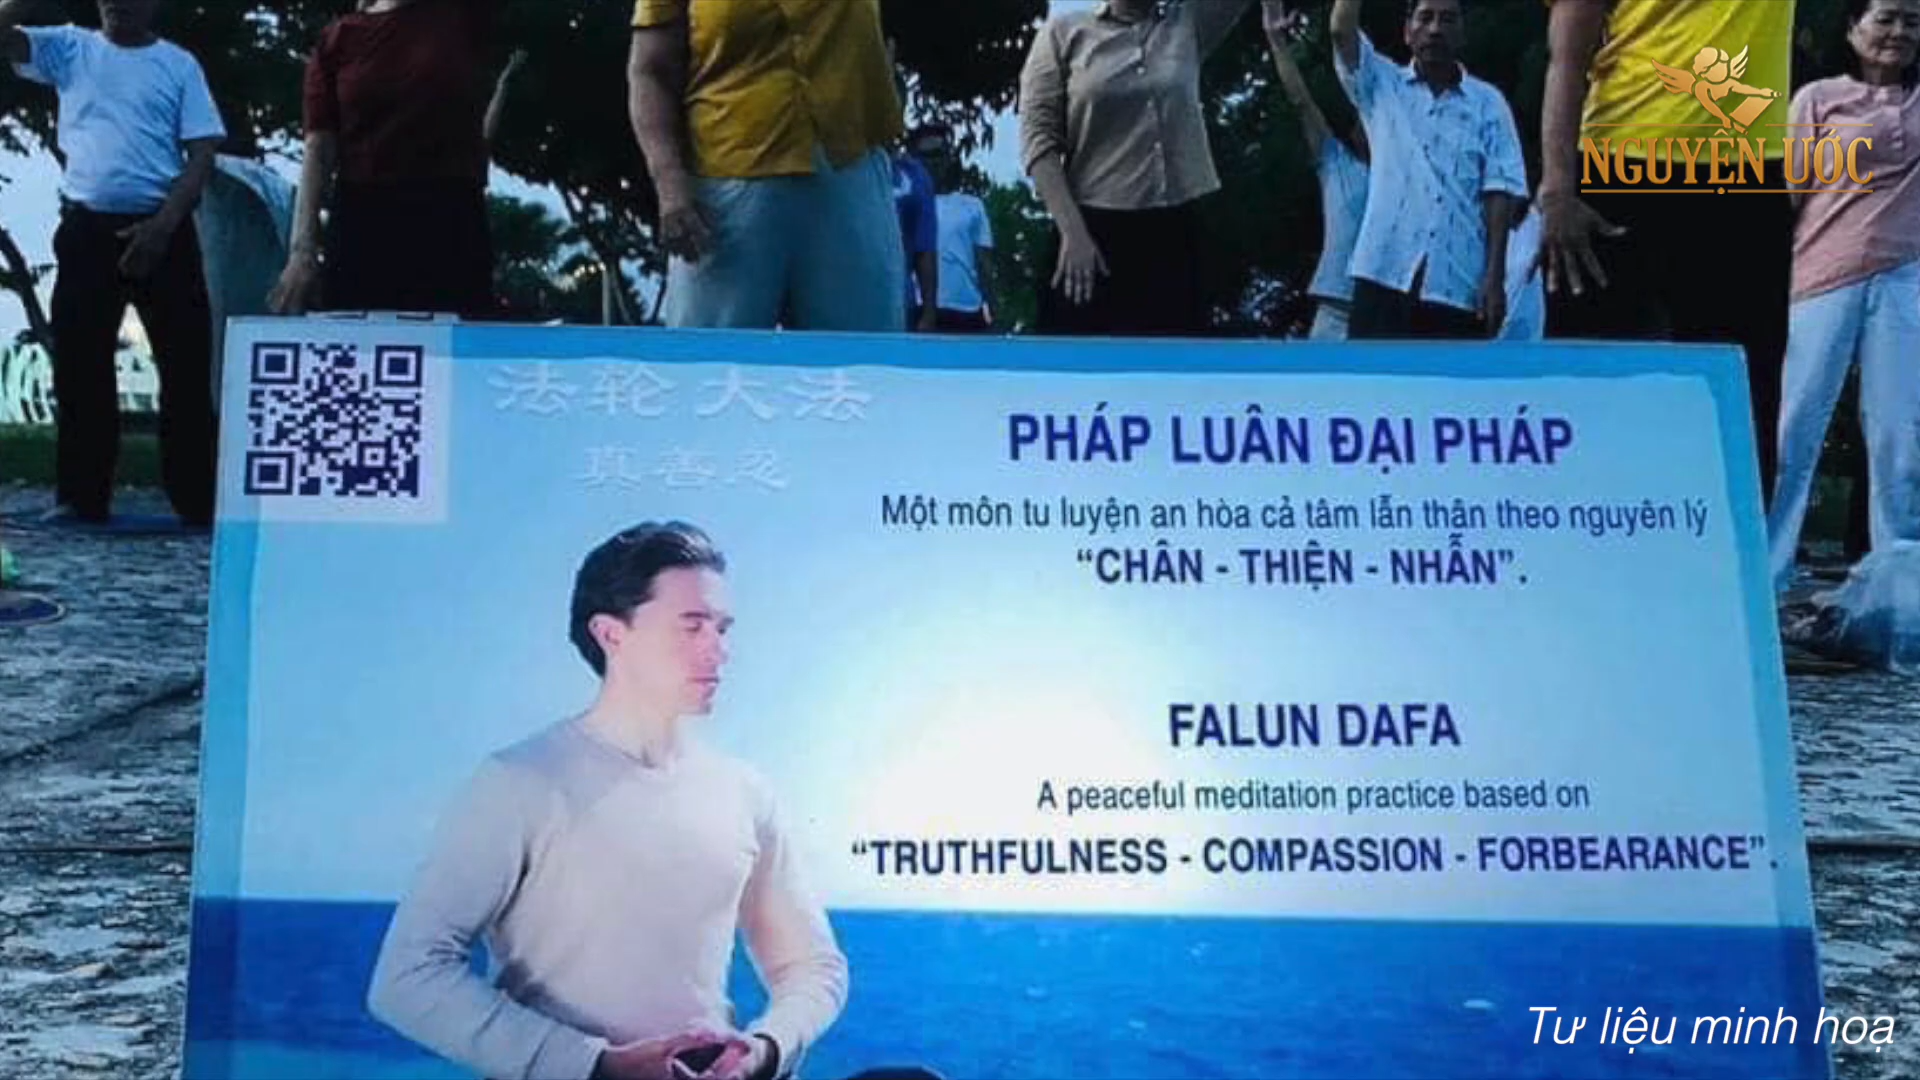 NGUYỆN ƯỚC
法轮大法
真善忍
PHÁP LUÂN ĐẠI PHÁP
Một môn tu luyện an hòa cả tâm lẫn thân theo nguyên lý
“CHÂN - THIỆN - NHẪN”.
FALUN DAFA
A peaceful meditation practice based on
“TRUTHFULNESS - COMPASSION - FORBEARANCE”.
Tư liệu minh hoạ